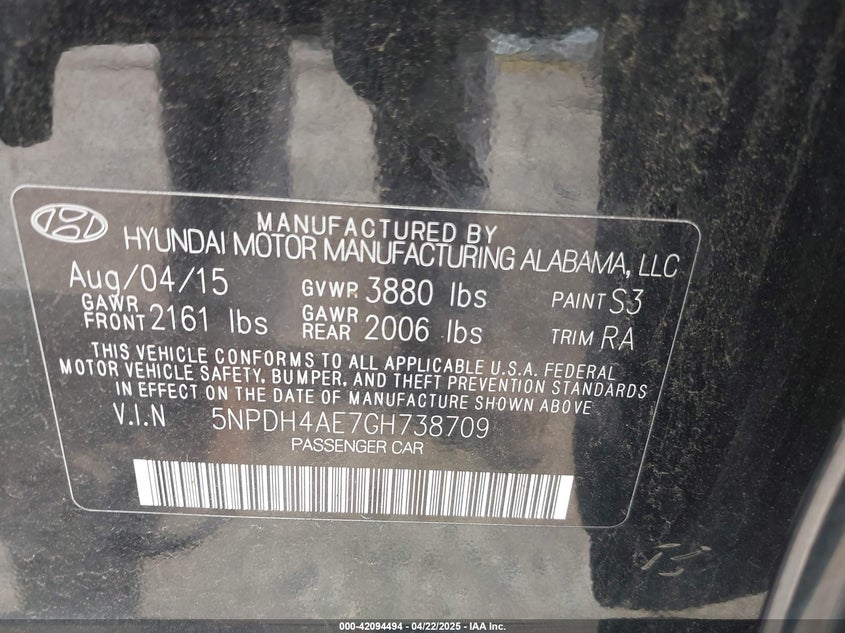 MANUFACTURED BY
HYUNDAI MOTOR MANUFACTURING ALABAMA, LLC
Aug/04/15 GVWR 3880 lbs PAINT S3
GAWR FRONT 2161 lbs GAWR REAR 2006 lbs TRIM RA
THIS VEHICLE CONFORMS TO ALL APPLICABLE U.S.A. FEDERAL
MOTOR VEHICLE SAFETY, BUMPER, AND THEFT PREVENTION STANDARDS
IN EFFECT ON THE DATE OF MANUFACTURE SHOWN ABOVE
V.I.N 5NPDH4AE7GH738709
PASSENGER CAR
000-42094494 - 04/22/2025 - IAA Inc.